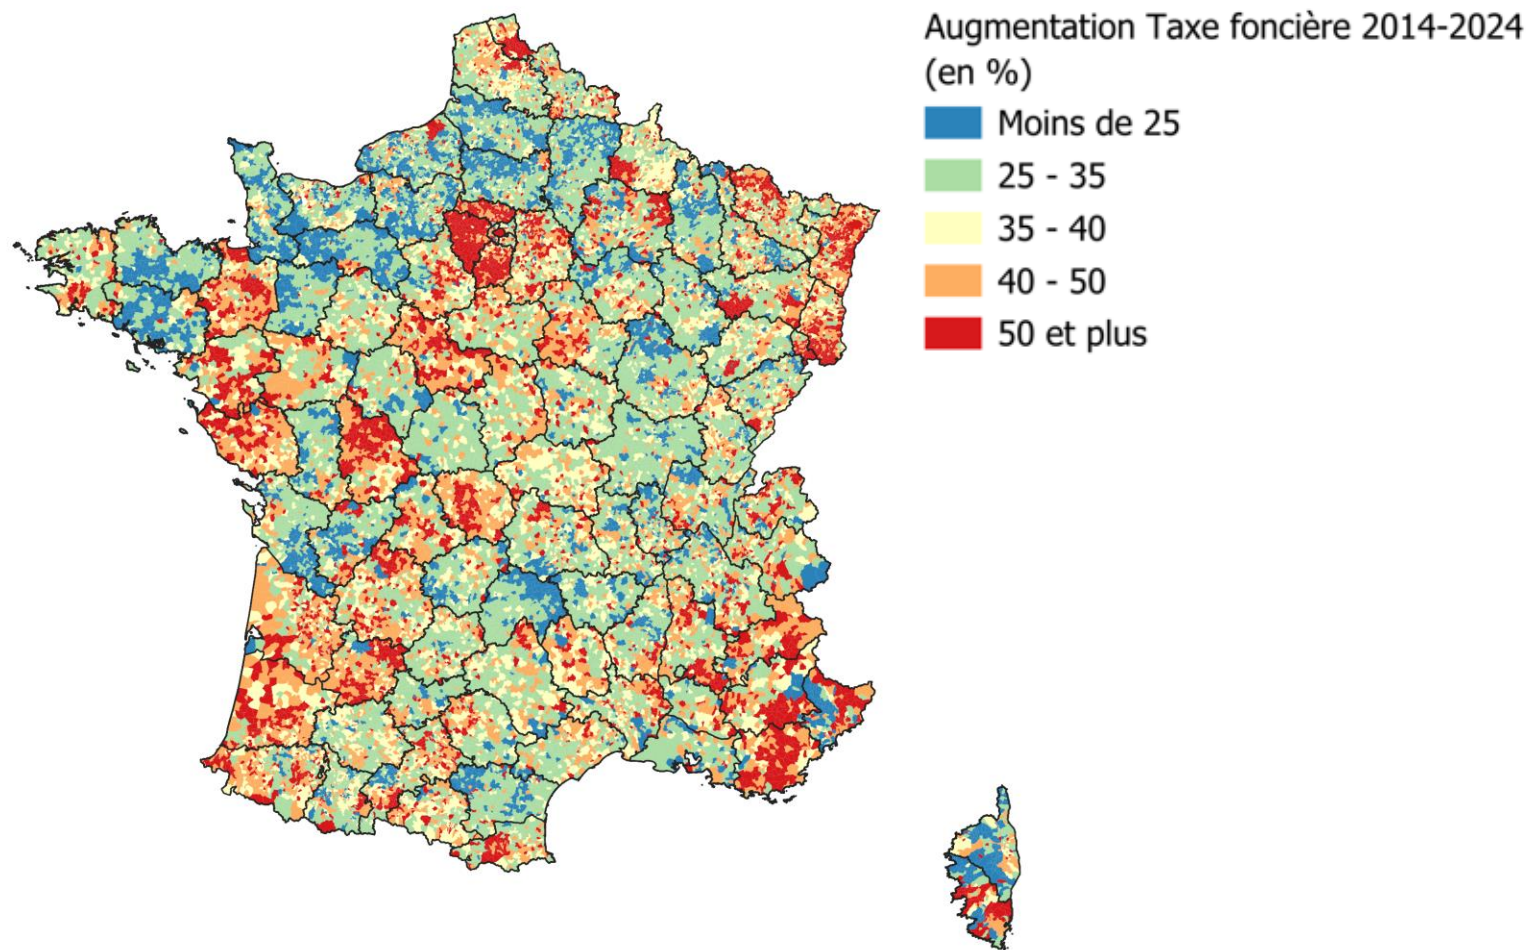 Augmentation Taxe foncière 2014-2024
(en %)
Moins de 25
25 - 35
35 - 40
40 - 50
50 et plus